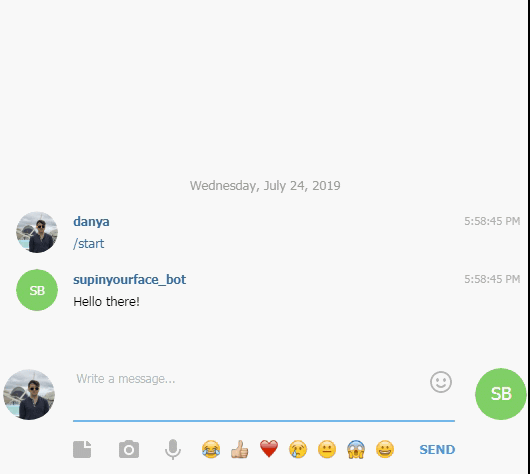 Wednesday, July 24, 2019
danya 5:58:45 PM
/start
SB supinyourface_bot 5:58:45 PM
Hello there!
Write a message...
SB
SEND